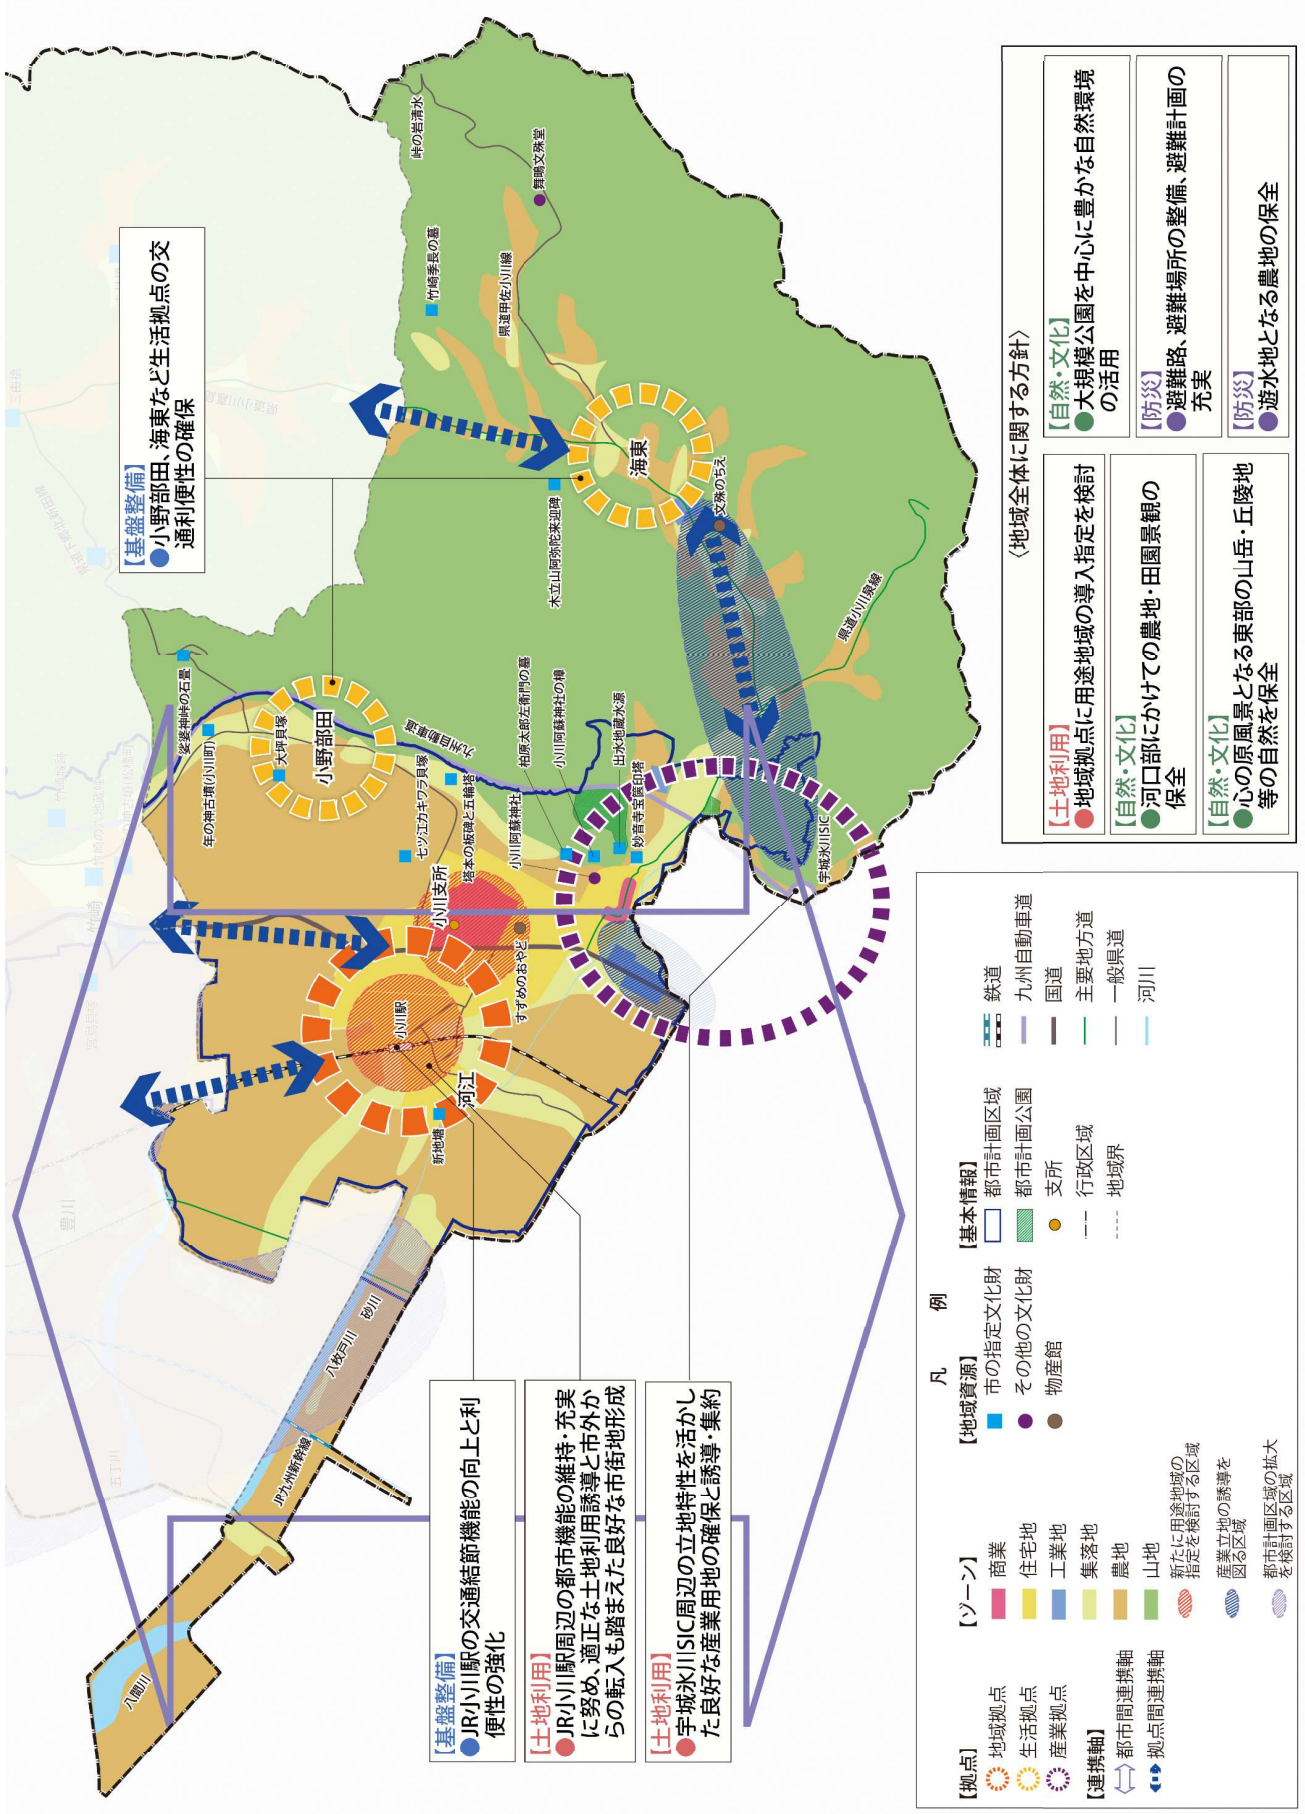 【基盤整備】
●小野部田、海東など生活拠点の交
通利便性の確保
峠の岩清水
舞鴫文殊堂
竹崎季長の墓
県道甲佐小川線
海東
木立山阿弥陀来迎碑
文殊のちえ
県道小川泉線
娑婆神峠の石畳
年の神古墳(小川町)
大坪貝塚
小野部田
九州自動車道
七ツ江カキワラ貝塚
塔本の板碑と五輪塔
小川阿蘇神社
柏原太郎左衛門の墓
小川阿蘇神社の樟
出水地蔵水源
妙音寺宝篋印塔
宇城氷川SIC
小川支所
すずめのおやど
小川駅
河江
新地塘
砂川
八枚戸川
JR九州新幹線
八間川
豊川
竹崎
五丁川
【基盤整備】
●JR小川駅の交通結節機能の向上と利
便性の強化
【土地利用】
●JR小川駅周辺の都市機能の維持・充実
に努め、適正な土地利用誘導と市外か
らの転入も踏まえた良好な市街地形成
【土地利用】
●宇城氷川SIC周辺の立地特性を活かし
た良好な産業用地の確保と誘導・集約
〈地域全体に関する方針〉
【土地利用】
●地域拠点に用途地域の導入指定を検討
【自然・文化】
●河口部にかけての農地・田園景観の
保全
【自然・文化】
●心の原風景となる東部の山岳・丘陵地
等の自然を保全
【自然・文化】
●大規模公園を中心に豊かな自然環境
の活用
【防災】
●避難路、避難場所の整備、避難計画の
充実
【防災】
●遊水地となる農地の保全
凡 例
【拠点】
地域拠点
生活拠点
産業拠点
【連携軸】
都市間連携軸
拠点間連携軸
【ゾーン】
商業
住宅地
工業地
集落地
農地
山地
新たに用途地域の
指定を検討する区域
産業立地の誘導を
図る区域
都市計画区域の拡大
を検討する区域
【地域資源】
市の指定文化財
その他の文化財
物産館
【基本情報】
都市計画区域
都市計画公園
支所
行政区域
地域界
鉄道
九州自動車道
国道
主要地方道
一般県道
河川